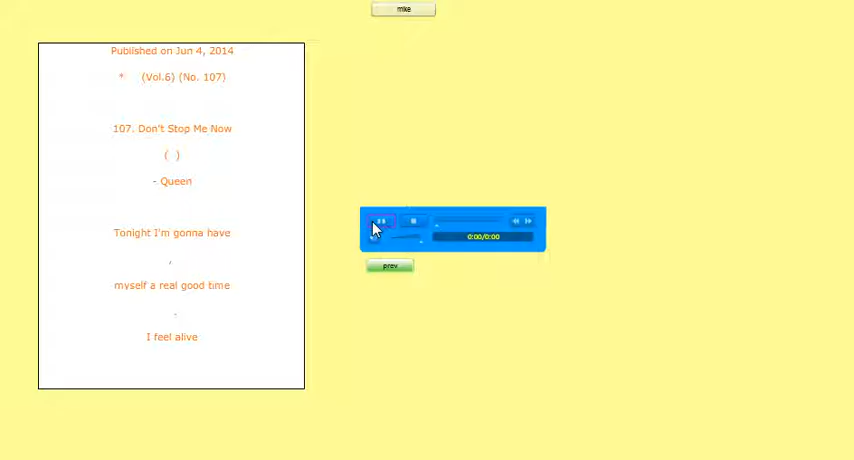 mike
Published on Jun 4, 2014
* (Vol.6) (No. 107)
107. Don't Stop Me Now
( )
- Queen
Tonight I'm gonna have
,
myself a real good time
.
I feel alive
0:00/0:00
prev